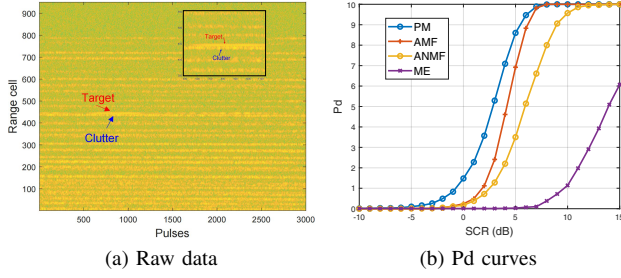 900
800
700
600
500
400
300
200
100
Range cell
Target
Clutter
Target
Clutter
500
1000
1500
2000
2500
3000
Pulses
(a) Raw data
10
9
8
7
6
5
4
3
2
1
0
Pd
PM
AMF
ANMF
ME
-10
-5
0
5
10
15
SCR (dB)
(b) Pd curves